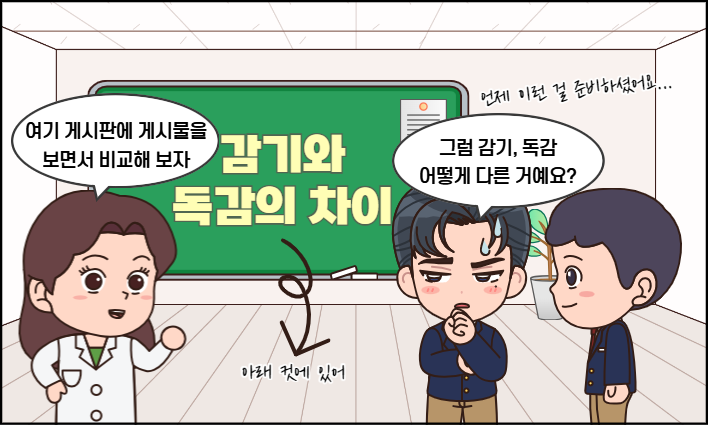 언제 이런 걸 준비하셨어요...
여기 게시판에 게시물을
보면서 비교해 보자
감기와
독감의 차이
그럼 감기, 독감
어떻게 다른 거예요?
아래 컷에 있어